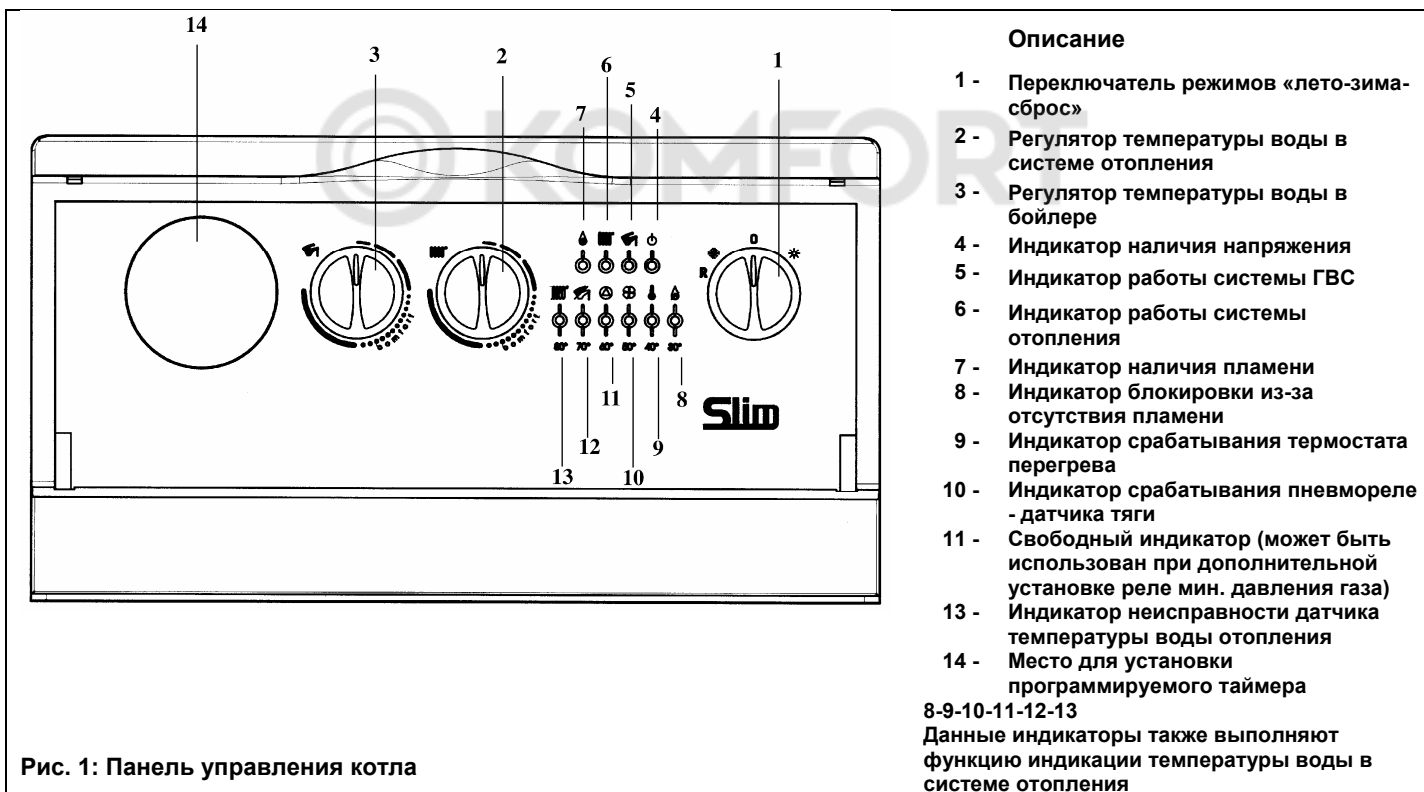 14
3
2
6
5
1
7
4
© KOMFORT
0
R
80° 70° 60° 50° 40° 30°
11
8
Slim
12
9
13
10
Рис. 1: Панель управления котла
Описание
1 - Переключатель режимов «лето-зима-
сброс»
2 - Регулятор температуры воды в
системе отопления
3 - Регулятор температуры воды в
бойлере
4 - Индикатор наличия напряжения
5 - Индикатор работы системы ГВС
6 - Индикатор работы системы
отопления
7 - Индикатор наличия пламени
8 - Индикатор блокировки из-за
отсутствия пламени
9 - Индикатор срабатывания термостата
перегрева
10 - Индикатор срабатывания пневмореле
- датчика тяги
11 - Свободный индикатор (может быть
использован при дополнительной
установке реле мин. давления газа)
13 - Индикатор неисправности датчика
температуры воды отопления
14 - Место для установки
программируемого таймера
8-9-10-11-12-13
Данные индикаторы также выполняют
функцию индикации температуры воды в
системе отопления